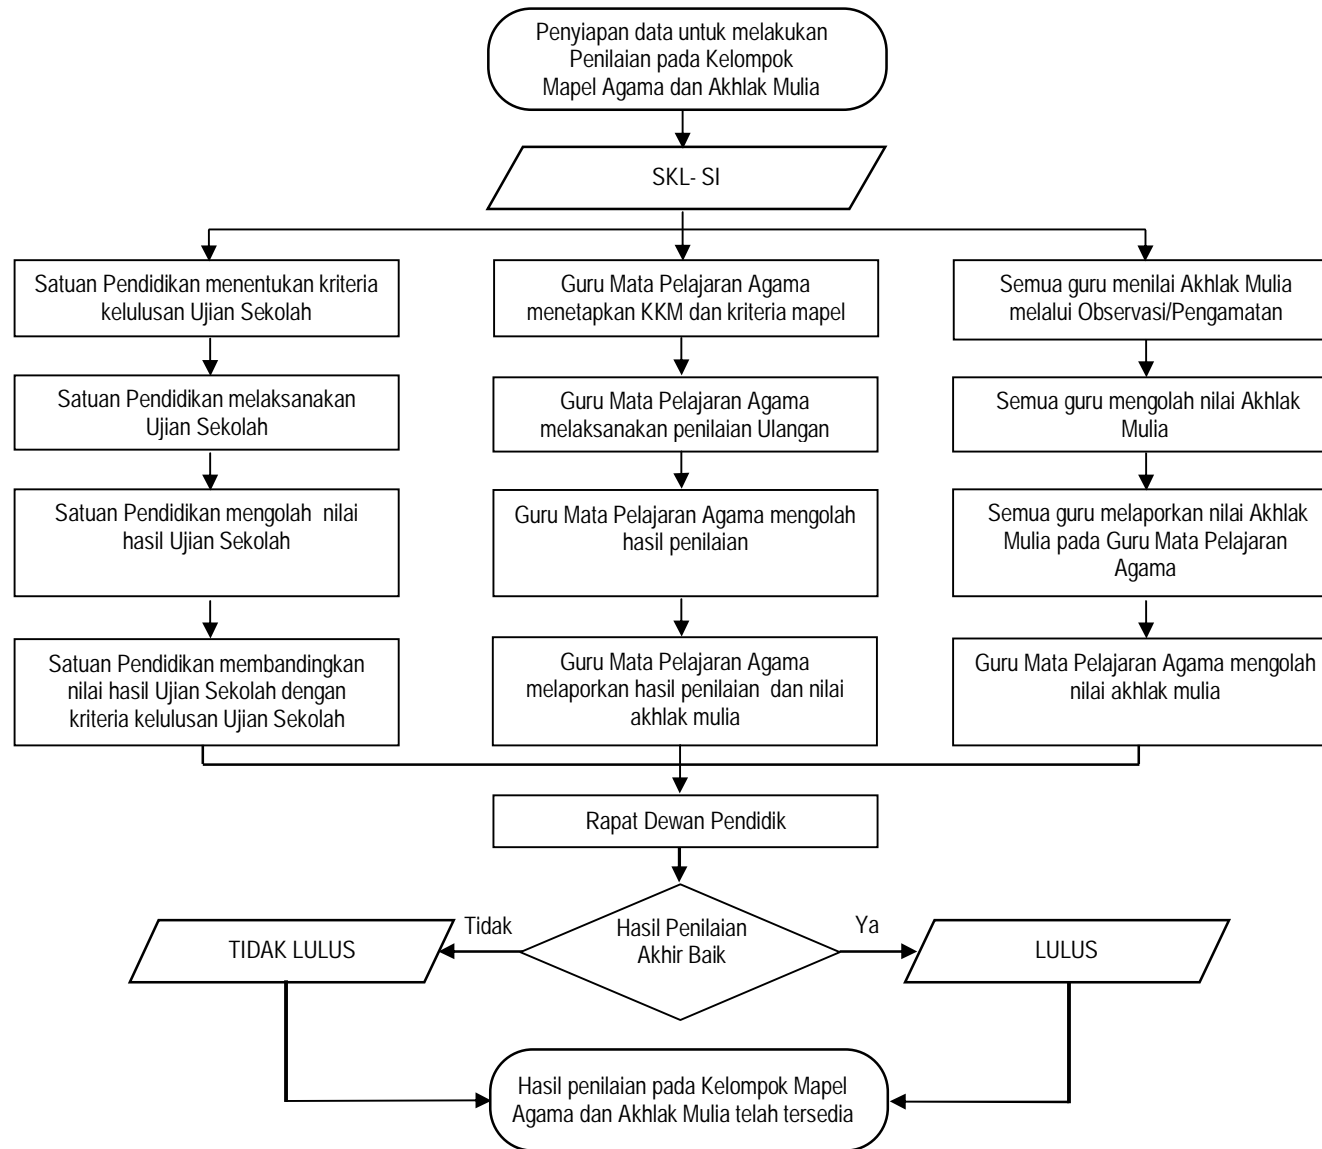 Penyiapan data untuk melakukan
Penilaian pada Kelompok
Mapel Agama dan Akhlak Mulia
SKL- SI
Satuan Pendidikan menentukan kriteria
kelulusan Ujian Sekolah
Guru Mata Pelajaran Agama
menetapkan KKM dan kriteria mapel
Semua guru menilai Akhlak Mulia
melalui Observasi/Pengamatan
Satuan Pendidikan melaksanakan
Ujian Sekolah
Guru Mata Pelajaran Agama
melaksanakan penilaian Ulangan
Semua guru mengolah nilai Akhlak
Mulia
Satuan Pendidikan mengolah  nilai
hasil Ujian Sekolah
Guru Mata Pelajaran Agama mengolah
hasil penilaian
Semua guru melaporkan nilai Akhlak
Mulia pada Guru Mata Pelajaran
Agama
Satuan Pendidikan membandingkan
nilai hasil Ujian Sekolah dengan
kriteria kelulusan Ujian Sekolah
Guru Mata Pelajaran Agama
melaporkan hasil penilaian  dan nilai
akhlak mulia
Guru Mata Pelajaran Agama mengolah
nilai akhlak mulia
Rapat Dewan Pendidik
Tidak
Hasil Penilaian
Akhir Baik
Ya
TIDAK LULUS
LULUS
Hasil penilaian pada Kelompok Mapel
Agama dan Akhlak Mulia telah tersedia